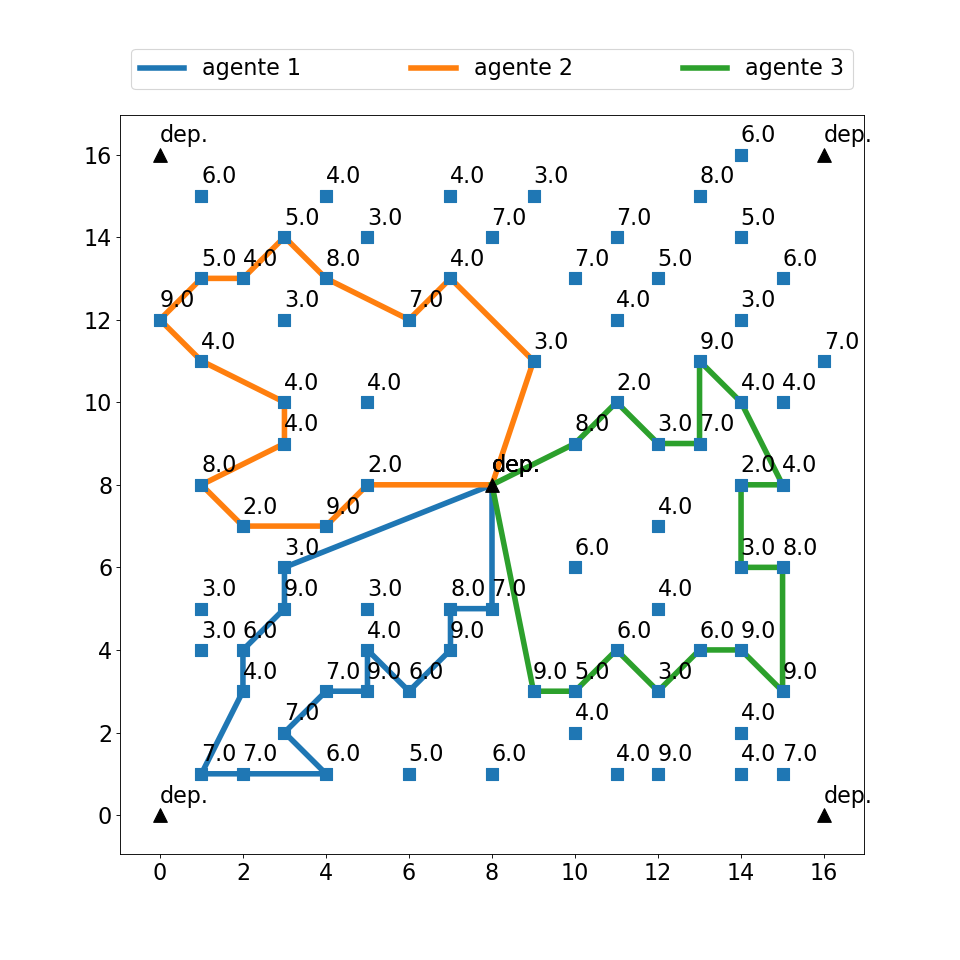 agente 1 agente 2 agente 3
6.0
dep. dep.
16
6.0 4.0 4.0 3.0 8.0
5.0 3.0 7.0 7.0 5.0
14
5.0 4.0 8.0 4.0 7.0 5.0 6.0
9.0 3.0 7.0 4.0 3.0
12
4.0 3.0 9.0 7.0
4.0 4.0 2.0 4.0 4.0
10
4.0 8.0 3.0 7.0
8.0 2.0 dep. 2.0 4.0
8
2.0 9.0 4.0
3.0 6.0 3.0 8.0
6
3.0 9.0 3.0 8.0 7.0 4.0
3.0 6.0 4.0 9.0 6.0 6.0 9.0
4
4.0 7.0 9.0 6.0 9.0 5.0 3.0 9.0
7.0 4.0 4.0
2
7.0 7.0 6.0 5.0 6.0 4.0 9.0 4.0 7.0
dep. dep.
0
0 2 4 6 8 10 12 14 16